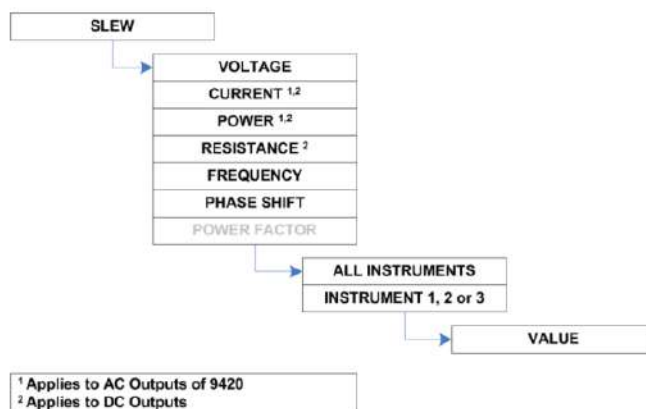 SLEW
VOLTAGE
CURRENT 1,2
POWER 1,2
RESISTANCE 2
FREQUENCY
PHASE SHIFT
POWER FACTOR
ALL INSTRUMENTS
INSTRUMENT 1, 2 or 3
VALUE
1 Applies to AC Outputs of 9420
2 Applies to DC Outputs